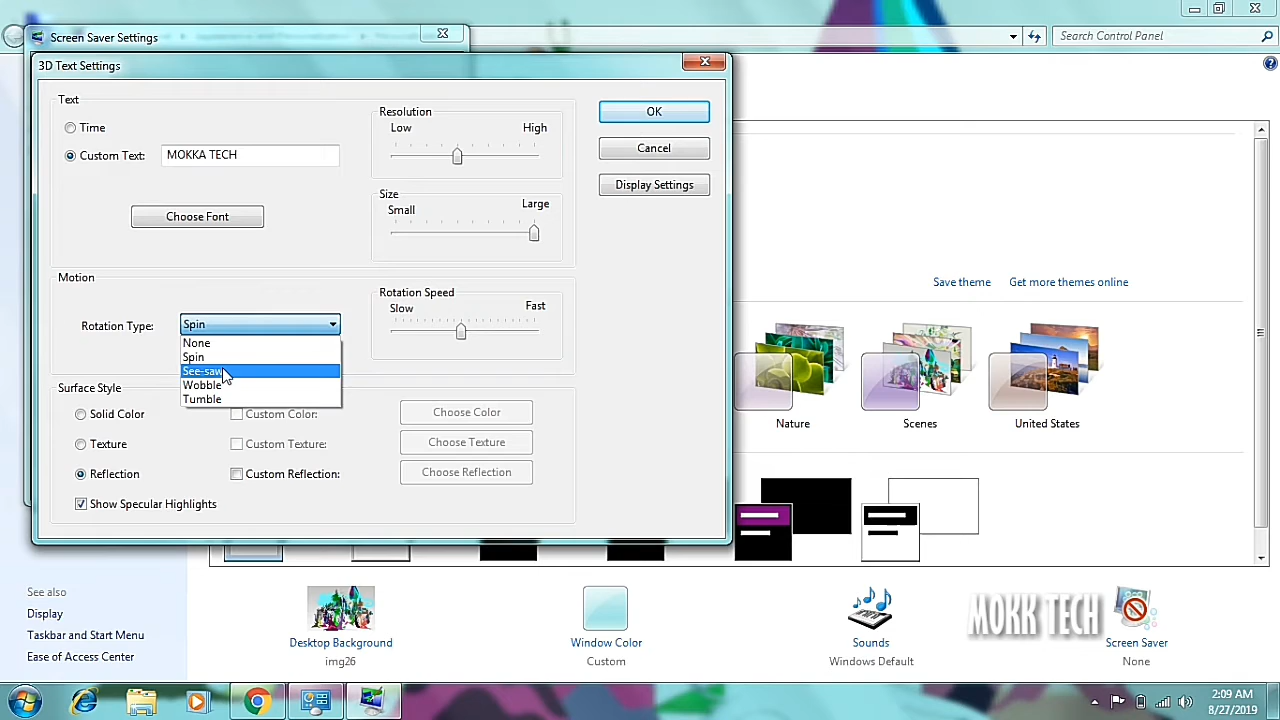 Screen Saver Settings
Search Control Panel
3D Text Settings
Text
Time
Custom Text:
MOKKA TECH
Choose Font
Resolution
Low
High
Size
Small
Large
OK
Cancel
Display Settings
Motion
Rotation Type:
Spin
None
Spin
See-saw
Wobble
Tumble
Rotation Speed
Slow
Fast
Surface Style
Solid Color
Custom Color:
Choose Color
Texture
Custom Texture:
Choose Texture
Reflection
Custom Reflection:
Choose Reflection
Show Specular Highlights
Save theme
Get more themes online
Nature
Scenes
United States
See also
Display
Taskbar and Start Menu
Ease of Access Center
Desktop Background
img26
Window Color
Custom
Sounds
Windows Default
MOKK TECH
Screen Saver
None
2:09 AM
8/27/2019